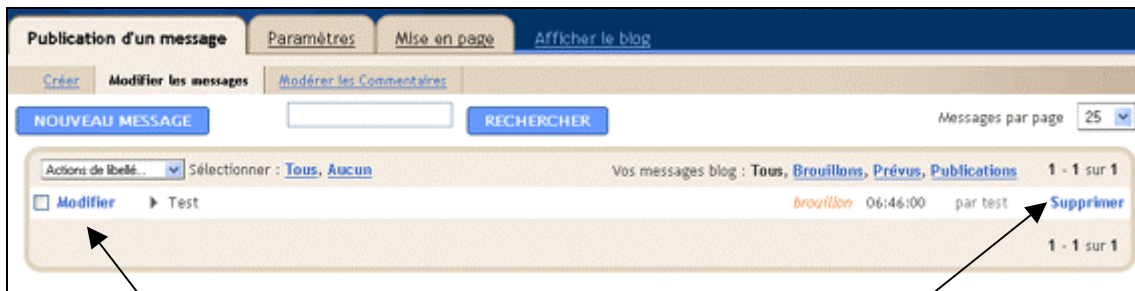 Publication d'un message Paramètres Mise en page Afficher le blog
Créer Modifier les messages Modérer les Commentaires
NOUVEAU MESSAGE RECHERCHER Messages par page 25
Actions de libellé... Sélectionner : Tous, Aucun Vos messages blog : Tous, Brouillons, Prévus, Publications 1 - 1 sur 1
Modifier Test brouillon 06:46:00 par test Supprimer
1 - 1 sur 1